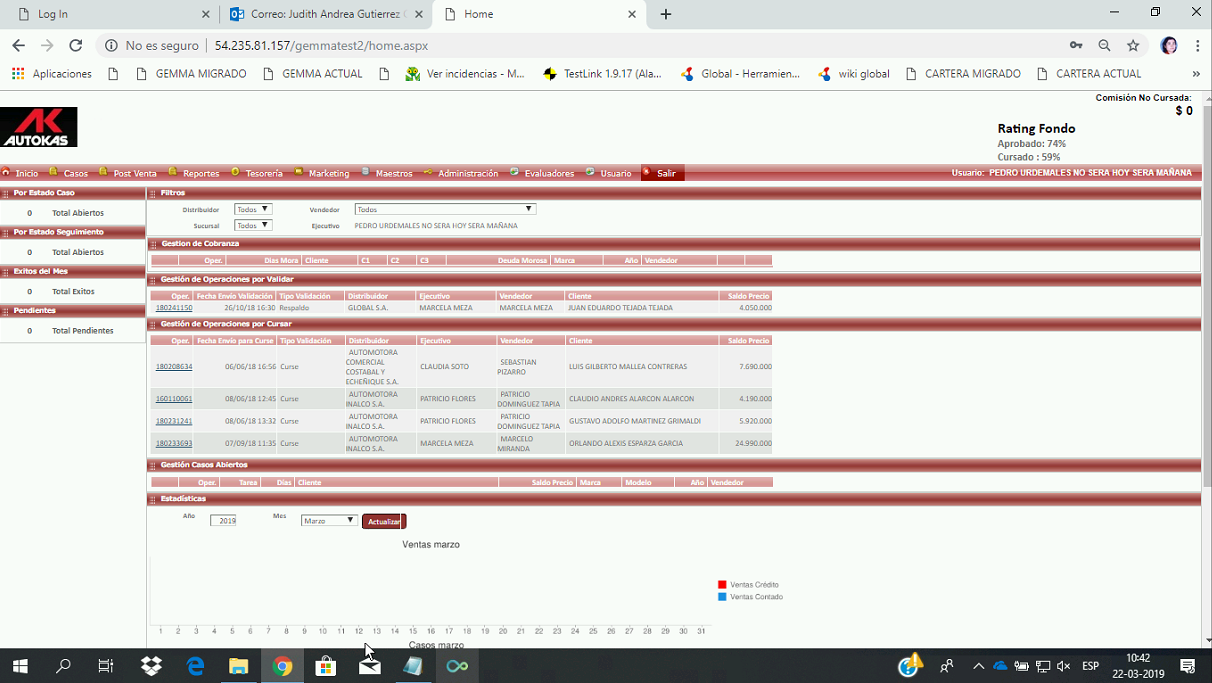 Log In
Correo: Judith Andrea Gutierrez
Home
No es seguro | 54.235.81.157/gemmatest2/home.aspx
Aplicaciones
GEMMA MIGRADO
GEMMA ACTUAL
Ver incidencias - M...
TestLink 1.9.17 (Ala...
Global - Herramien...
wiki global
CARTERA MIGRADO
CARTERA ACTUAL
»
Comisión No Cursada:
$ 0
AK
AUTOKAS
Rating Fondo
Aprobado: 74%
Cursado : 59%
Inicio Casos Post Venta Reportes Tesorería Marketing Maestros Administración Evaluadores Usuario Salir
Usuario: PEDRO URDEMALES NO SERA HOY SERA MAÑANA
Por Estado Caso
0 Total Abiertos
Por Estado Seguimiento
0 Total Abiertos
Exitos del Mes
0 Total Exitos
Pendientes
0 Total Pendientes
Filtros
Distribuidor Todos Vendedor Todos
Sucursal Todos Ejecutivo PEDRO URDEMALES NO SERA HOY SERA MAÑANA
Gestion de Cobranza
Oper. Dias Mora Cliente C1 C2 C3 Deuda Morosa Marca Año Vendedor
Gestión de Operaciones por Validar
Oper. Fecha Envío Validación Tipo Validación Distribuidor Ejecutivo Vendedor Cliente Saldo Precio
180241150 26/10/18 16:30 Respaldo GLOBAL S.A. MARCELA MEZA MARCELA MEZA JUAN EDUARDO TEJADA TEJADA 4.050.000
Gestión de Operaciones por Cursar
Oper. Fecha Envío para Curse Tipo Validación Distribuidor Ejecutivo Vendedor Cliente Saldo Precio
180208634 06/06/18 16:56 Curse AUTOMOTORA COMERCIAL COSTABAL Y ECHEÑIQUE S.A. CLAUDIA SOTO SEBASTIAN PIZARRO LUIS GILBERTO MALLEA CONTRERAS 7.690.000
160110061 08/06/18 12:45 Curse AUTOMOTORA INALCO S.A. PATRICIO FLORES PATRICIO DOMINGUEZ TAPIA CLAUDIO ANDRES ALARCON ALARCON 4.190.000
180231241 08/06/18 13:32 Curse AUTOMOTORA INALCO S.A. PATRICIO FLORES PATRICIO DOMINGUEZ TAPIA GUSTAVO ADOLFO MARTINEZ GRIMALDI 5.920.000
180233693 07/09/18 11:35 Curse AUTOMOTORA INALCO S.A. MARCELA MEZA MARCELO MIRANDA ORLANDO ALEXIS ESPARZA GARCIA 24.990.000
Gestión Casos Abiertos
Oper. Tarea Días Cliente Saldo Precio Marca Modelo Año Vendedor
Estadísticas
Año 2019 Mes Marzo Actualizar
Ventas marzo
Ventas Crédito
Ventas Contado
1 2 3 4 5 6 7 8 9 10 11 12 13 14 15 16 17 18 19 20 21 22 23 24 25 26 27 28 29 30 31
Casos marzo
ESP
10:42
22-03-2019